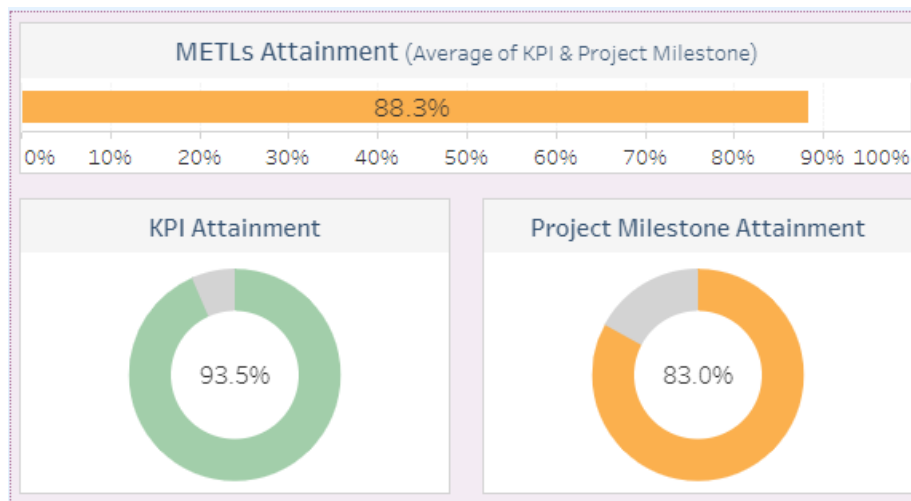 METLs Attainment (Average of KPI & Project Milestone)
88.3%
0% 10% 20% 30% 40% 50% 60% 70% 80% 90% 100%
KPI Attainment
93.5%
Project Milestone Attainment
83.0%